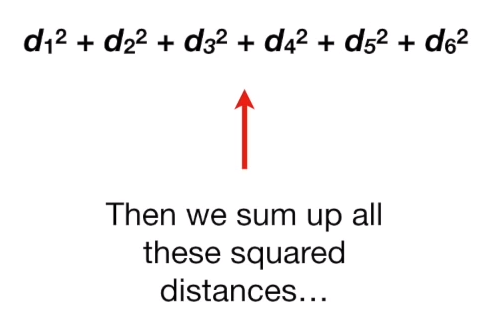 d₁² + d₂² + d₃² + d₄² + d₅² + d₆²
Then we sum up all
these squared
distances...